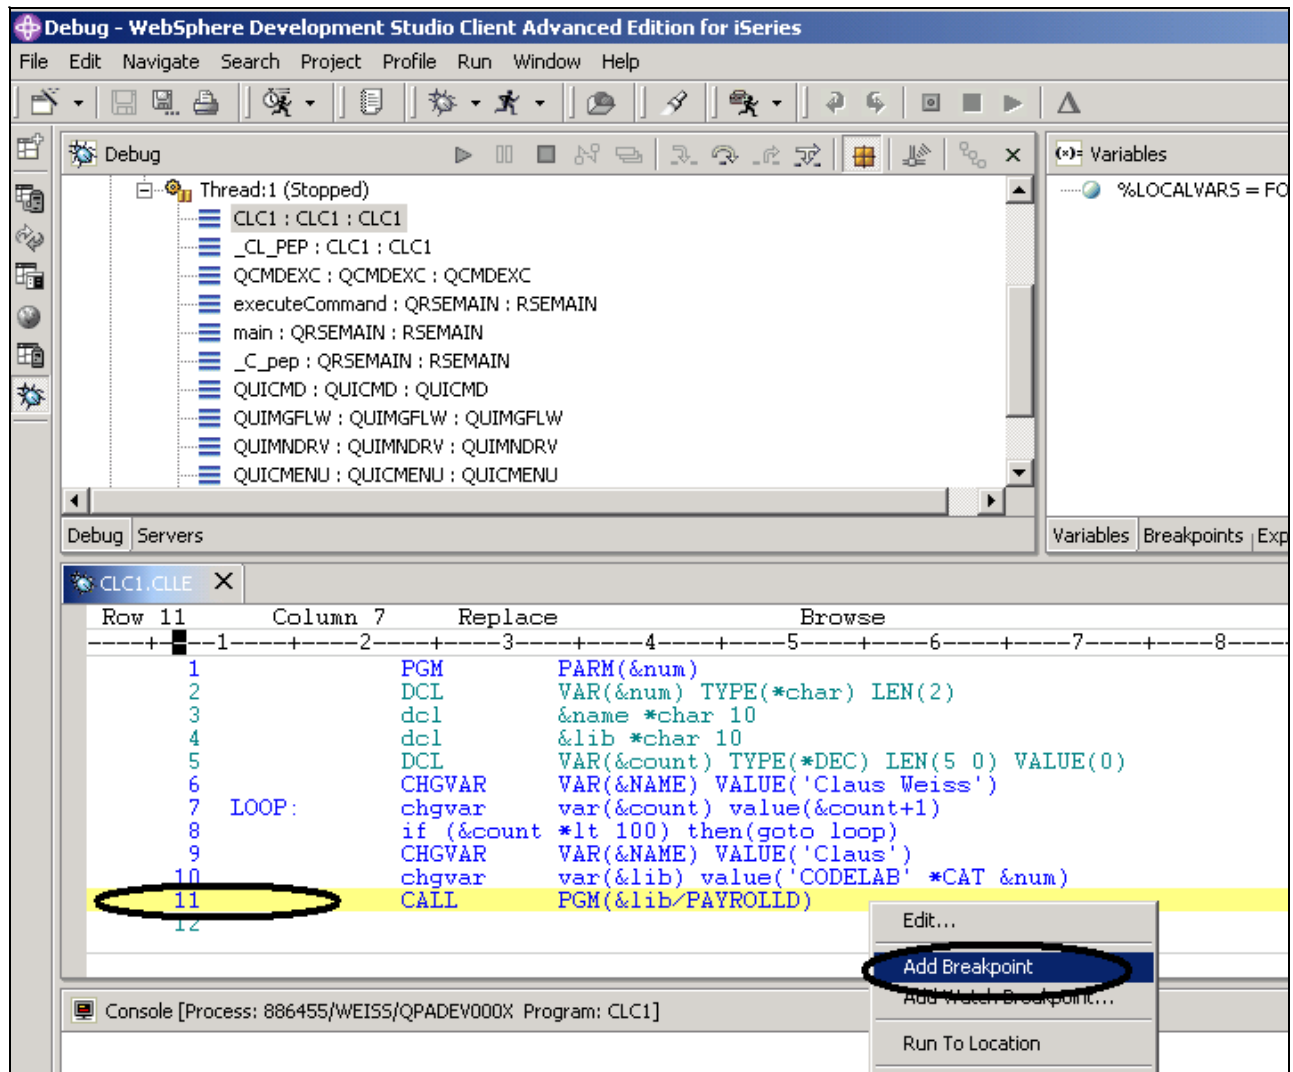 Debug - WebSphere Development Studio Client Advanced Edition for iSeries
File Edit Navigate Search Project Profile Run Window Help
Debug
Thread:1 (Stopped)
CLC1 : CLC1 : CLC1
_CL_PEP : CLC1 : CLC1
QCMDEXC : QCMDEXC : QCMDEXC
executeCommand : QRSEMAIN : RSEMAIN
main : QRSEMAIN : RSEMAIN
_C_pep : QRSEMAIN : RSEMAIN
QUICMD : QUICMD : QUICMD
QUIMGFLW : QUIMGFLW : QUIMGFLW
QUIMNDRV : QUIMNDRV : QUIMNDRV
QUICMENU : QUICMENU : QUICMENU
Debug Servers
(x)= Variables
%LOCALVARS = FO
Variables Breakpoints Exp
CLC1.CLLE
Row 11 Column 7 Replace Browse
----+-█--1----+----2----+----3----+----4----+----5----+----6----+----7----+----8----
1 PGM PARM(&num)
2 DCL VAR(&num) TYPE(*char) LEN(2)
3 dcl &name *char 10
4 dcl &lib *char 10
5 DCL VAR(&count) TYPE(*DEC) LEN(5 0) VALUE(0)
6 CHGVAR VAR(&NAME) VALUE('Claus Weiss')
7 LOOP: chgvar var(&count) value(&count+1)
8 if (&count *lt 100) then(goto loop)
9 CHGVAR VAR(&NAME) VALUE('Claus')
10 chgvar var(&lib) value('CODELAB' *CAT &num)
11 CALL PGM(&lib/PAYROLLD)
12
Edit...
Add Breakpoint
Add Watch Breakpoint...
Run To Location
Console [Process: 886455/WEISS/QPADEV000X Program: CLC1]